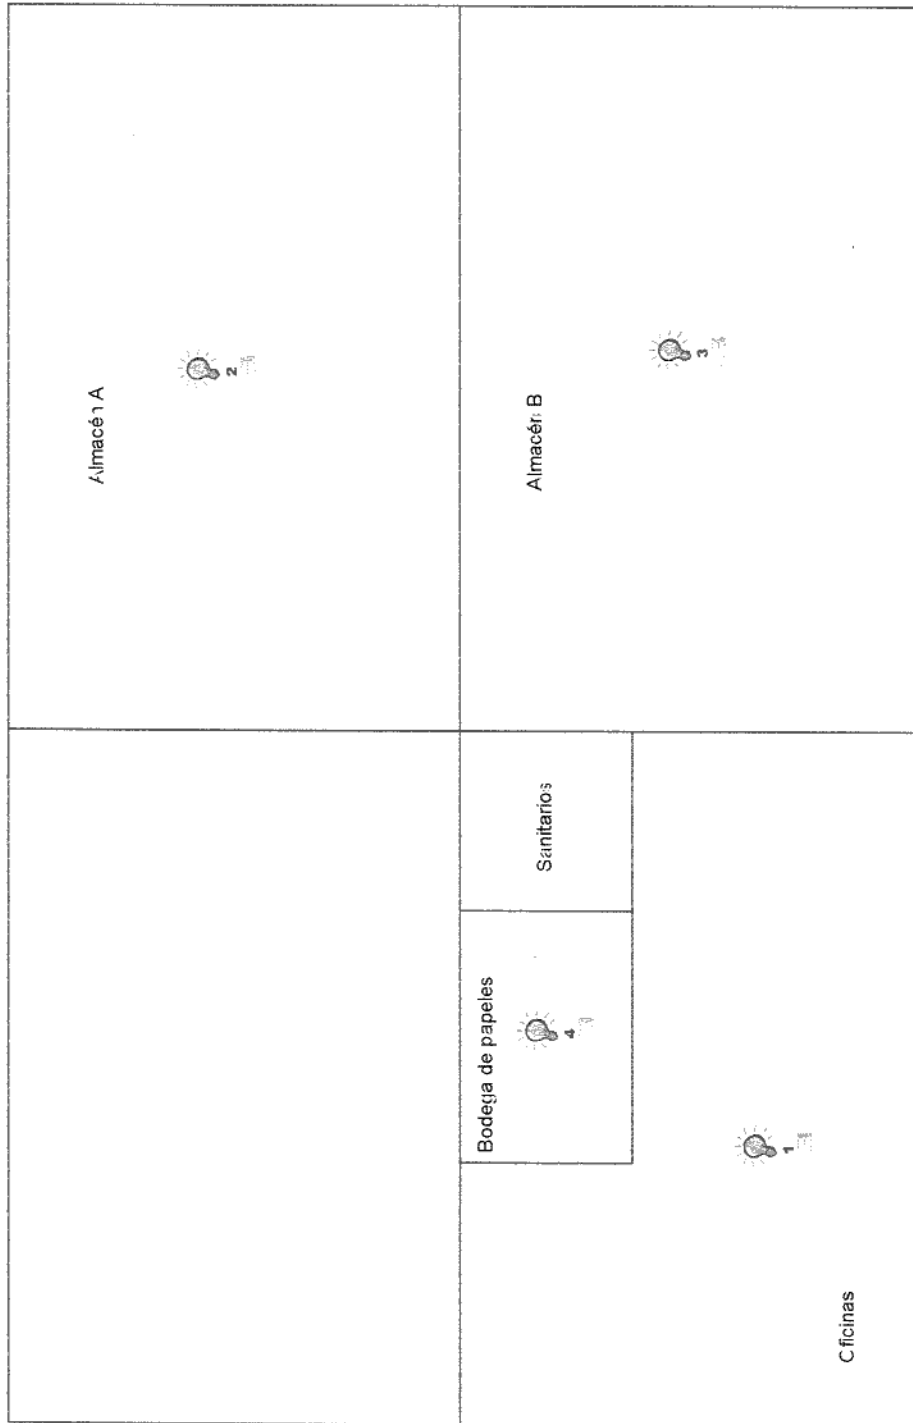 Almacén A
2
Almacén B
3
Sanitarios
Bodega de papeles
4
1
Oficinas